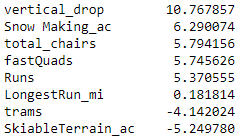 vertical_drop 10.767857
Snow Making_ac 6.290074
total_chairs 5.794156
fastQuads 5.745626
Runs 5.370555
LongestRun_mi 0.181814
trams -4.142024
SkiableTerrain_ac -5.249780